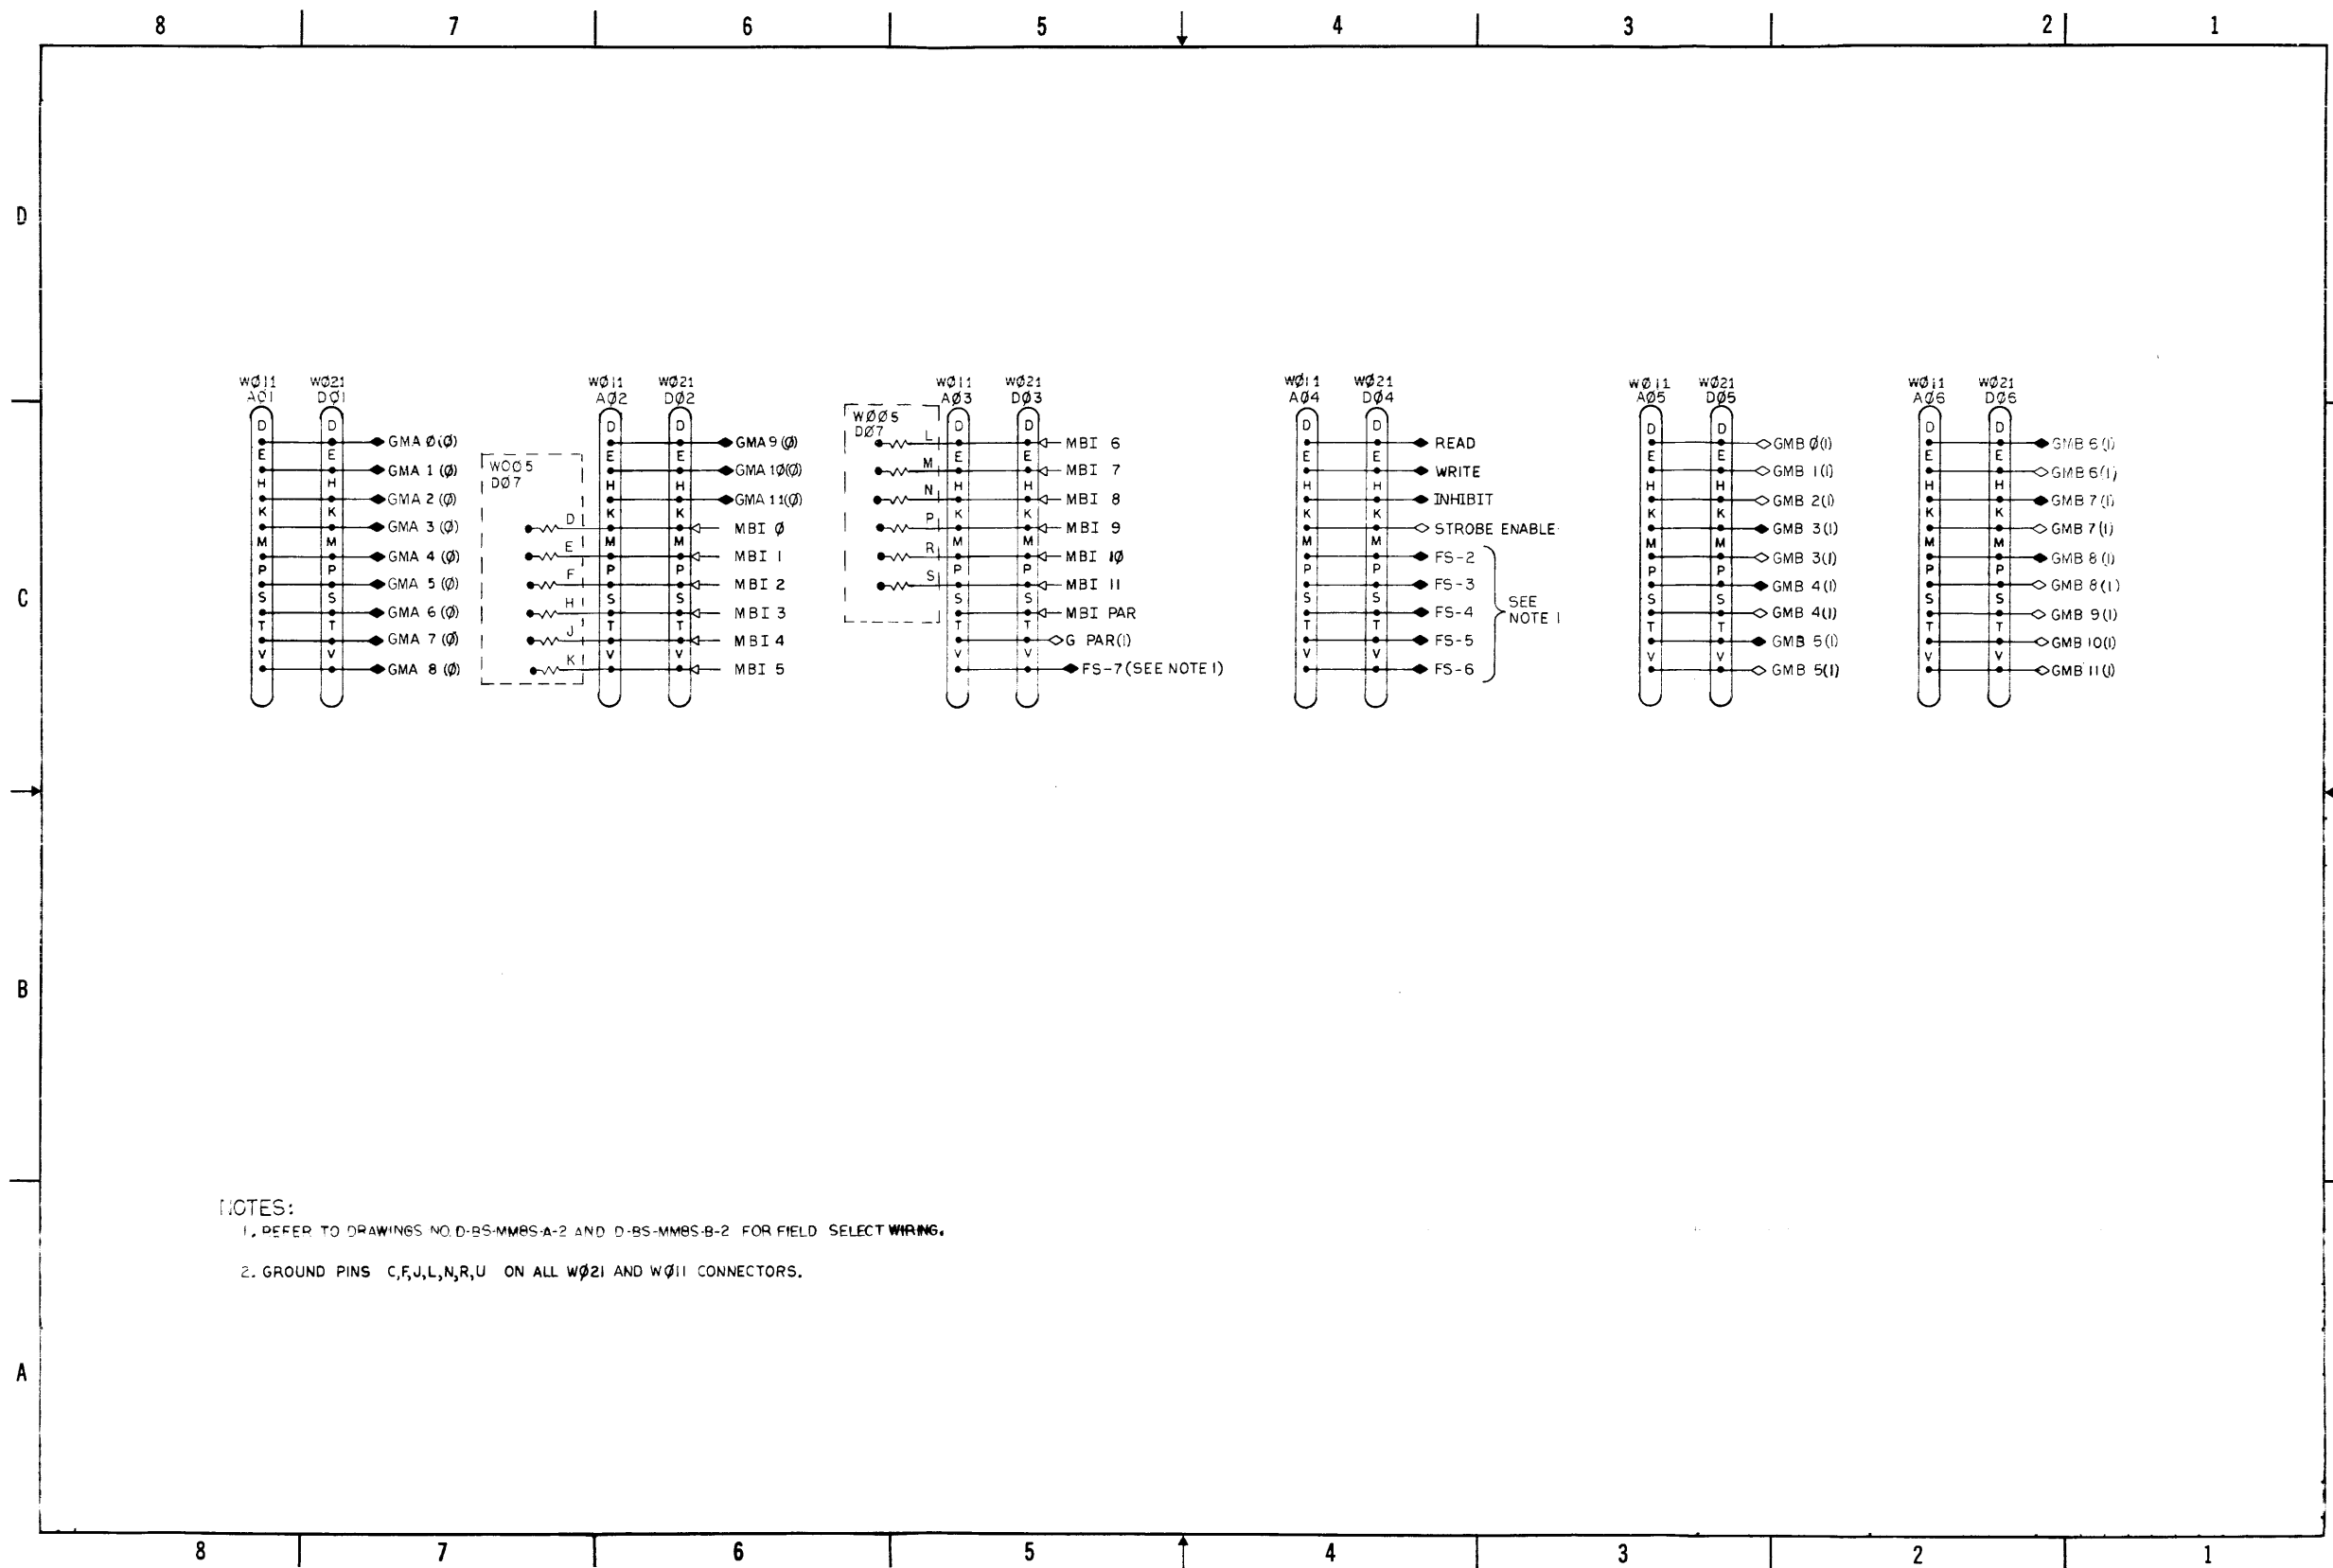 8 7 6 5 4 3 2 1
D
C
B
A
WØ11 WØ21
AØ1 DØ1
D D
GMA Ø(Ø)
E E
GMA 1(Ø)
H H
GMA 2(Ø)
K K
GMA 3(Ø)
M M
GMA 4(Ø)
P P
GMA 5(Ø)
S S
GMA 6(Ø)
T T
GMA 7(Ø)
V V
GMA 8(Ø)
WOO5
DØ7
D
E
F
H
J
K
WØ11 WØ21
AØ2 DØ2
D D
GMA 9(Ø)
E E
GMA 1Ø(Ø)
H H
GMA 11(Ø)
K K
MBI Ø
M M
MBI 1
P P
MBI 2
S S
MBI 3
T T
MBI 4
V V
MBI 5
WØØ5
DØ7
L
M
N
P
R
S
WØ11 WØ21
AØ3 DØ3
D D
MBI 6
E E
MBI 7
H H
MBI 8
K K
MBI 9
M M
MBI 1Ø
P P
MBI 11
S S
MBI PAR
T T
G PAR(1)
V V
FS-7(SEE NOTE 1)
WØ11 WØ21
AØ4 DØ4
D D
READ
E E
WRITE
H H
INHIBIT
K K
STROBE ENABLE
M M
FS-2
P P
FS-3
S S
FS-4
T T
FS-5
V V
FS-6
SEE
NOTE 1
WØ11 WØ21
AØ5 DØ5
D D
GMB Ø(1)
E E
GMB 1(1)
H H
GMB 2(1)
K K
GMB 3(1)
M M
GMB 3(1)
P P
GMB 4(1)
S S
GMB 4(1)
T T
GMB 5(1)
V V
GMB 5(1)
WØ11 WØ21
AØ6 DØ6
D D
GMB 6(1)
E E
GMB 6(1)
H H
GMB 7(1)
K K
GMB 7(1)
M M
GMB 8(1)
P P
GMB 8(1)
S S
GMB 9(1)
T T
GMB 10(1)
V V
GMB 11(1)
NOTES:
1. REFER TO DRAWINGS NO. D-BS-MM8S-A-2 AND D-BS-MM8S-B-2 FOR FIELD SELECT WIRING.
2. GROUND PINS C,F,J,L,N,R,U ON ALL WØ21 AND WØ11 CONNECTORS.
8 7 6 5 4 3 2 1